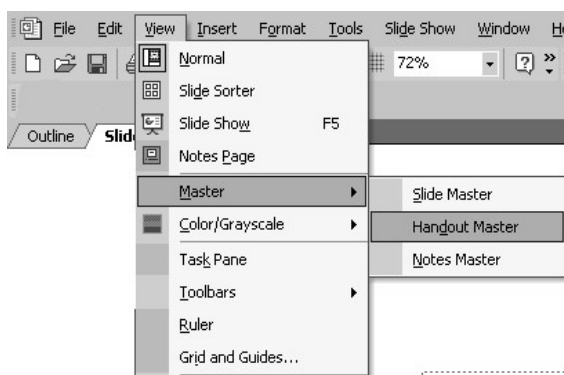 File Edit View Insert Format Tools Slide Show Window
72%
Outline
Normal
Slide Sorter
Slide Show F5
Notes Page
Master
Color/Grayscale
Task Pane
Toolbars
Ruler
Grid and Guides...
Slide Master
Handout Master
Notes Master